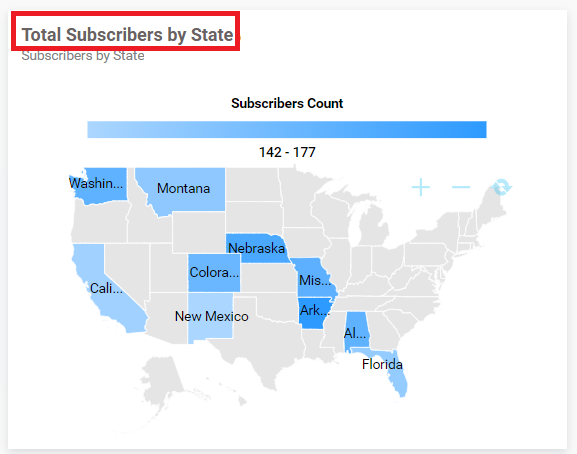 Total Subscribers by State
Subscribers by State
Subscribers Count
142 - 177
Washin...
Montana
Nebraska
Colora...
Cali...
Mis...
Ark...
New Mexico
Al...
Florida